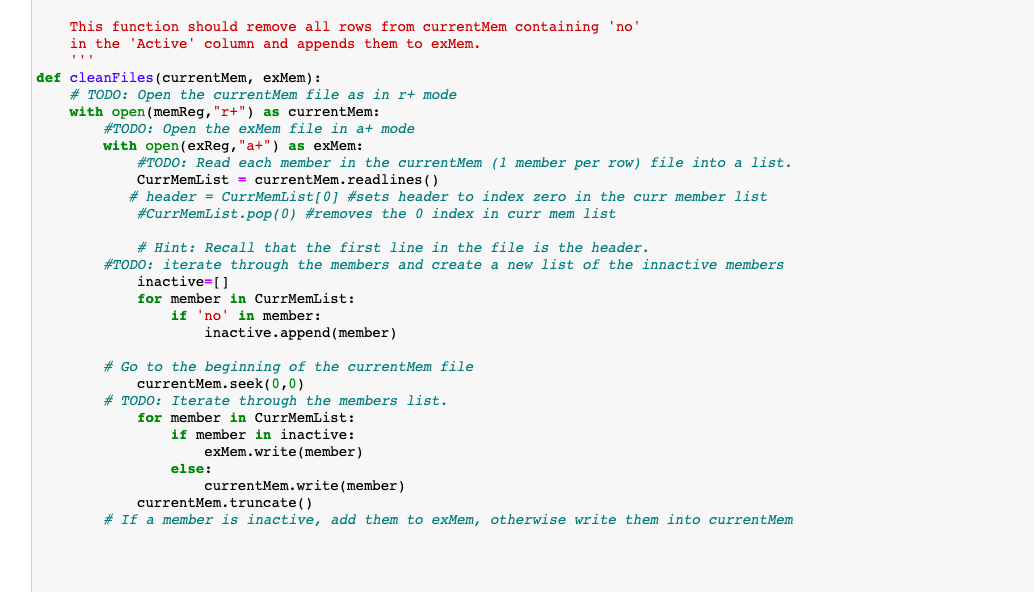 This function should remove all rows from currentMem containing 'no'
in the 'Active' column and appends them to exMem.
'''
def cleanFiles(currentMem, exMem):
# TODO: Open the currentMem file as in r+ mode
with open(memReg,"r+") as currentMem:
#TODO: Open the exMem file in a+ mode
with open(exReg,"a+") as exMem:
#TODO: Read each member in the currentMem (1 member per row) file into a list.
CurrMemList = currentMem.readlines()
# header = CurrMemList[0] #sets header to index zero in the curr member list
#CurrMemList.pop(0) #removes the 0 index in curr mem list
# Hint: Recall that the first line in the file is the header.
#TODO: iterate through the members and create a new list of the innactive members
inactive=[]
for member in CurrMemList:
if 'no' in member:
inactive.append(member)
# Go to the beginning of the currentMem file
currentMem.seek(0,0)
# TODO: Iterate through the members list.
for member in CurrMemList:
if member in inactive:
exMem.write(member)
else:
currentMem.write(member)
currentMem.truncate()
# If a member is inactive, add them to exMem, otherwise write them into currentMem